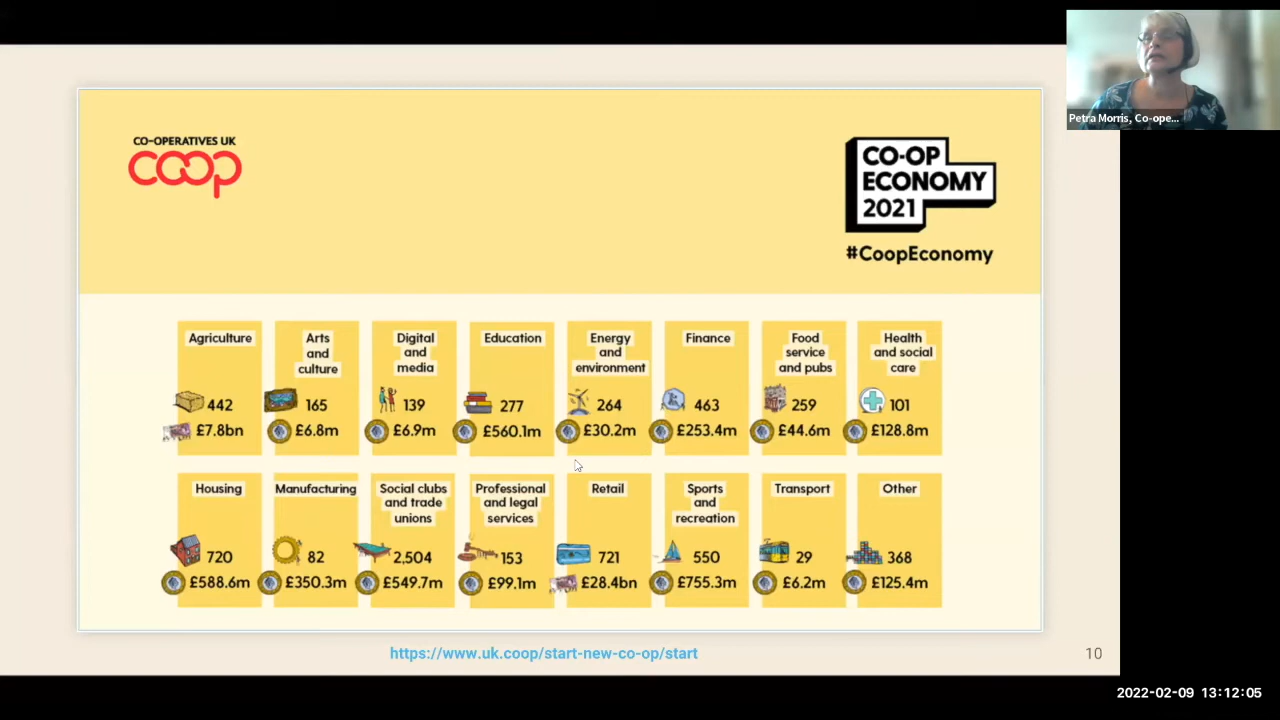 Petra Morris, Co-ope...
CO-OPERATIVES UK
coop
CO-OP
ECONOMY
2021
#CoopEconomy
Agriculture
442
£7.8bn
Arts
and
culture
165
£6.8m
Digital
and
media
139
£6.9m
Education
277
£560.1m
Energy
and
environment
264
£30.2m
Finance
463
£253.4m
Food
service
and pubs
259
£44.6m
Health
and social
care
101
£128.8m
Housing
720
£588.6m
Manufacturing
82
£350.3m
Social clubs
and trade
unions
2,504
£549.7m
Professional
and legal
services
153
£99.1m
Retail
721
£28.4bn
Sports
and
recreation
550
£755.3m
Transport
29
£6.2m
Other
368
£125.4m
https://www.uk.coop/start-new-co-op/start
10
2022-02-09 13:12:05